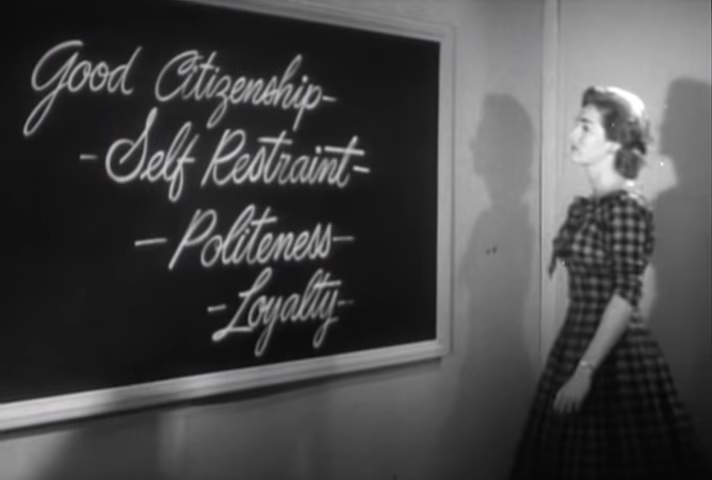 Good Citizenship-
-Self Restraint-
-Politeness-
-Loyalty-